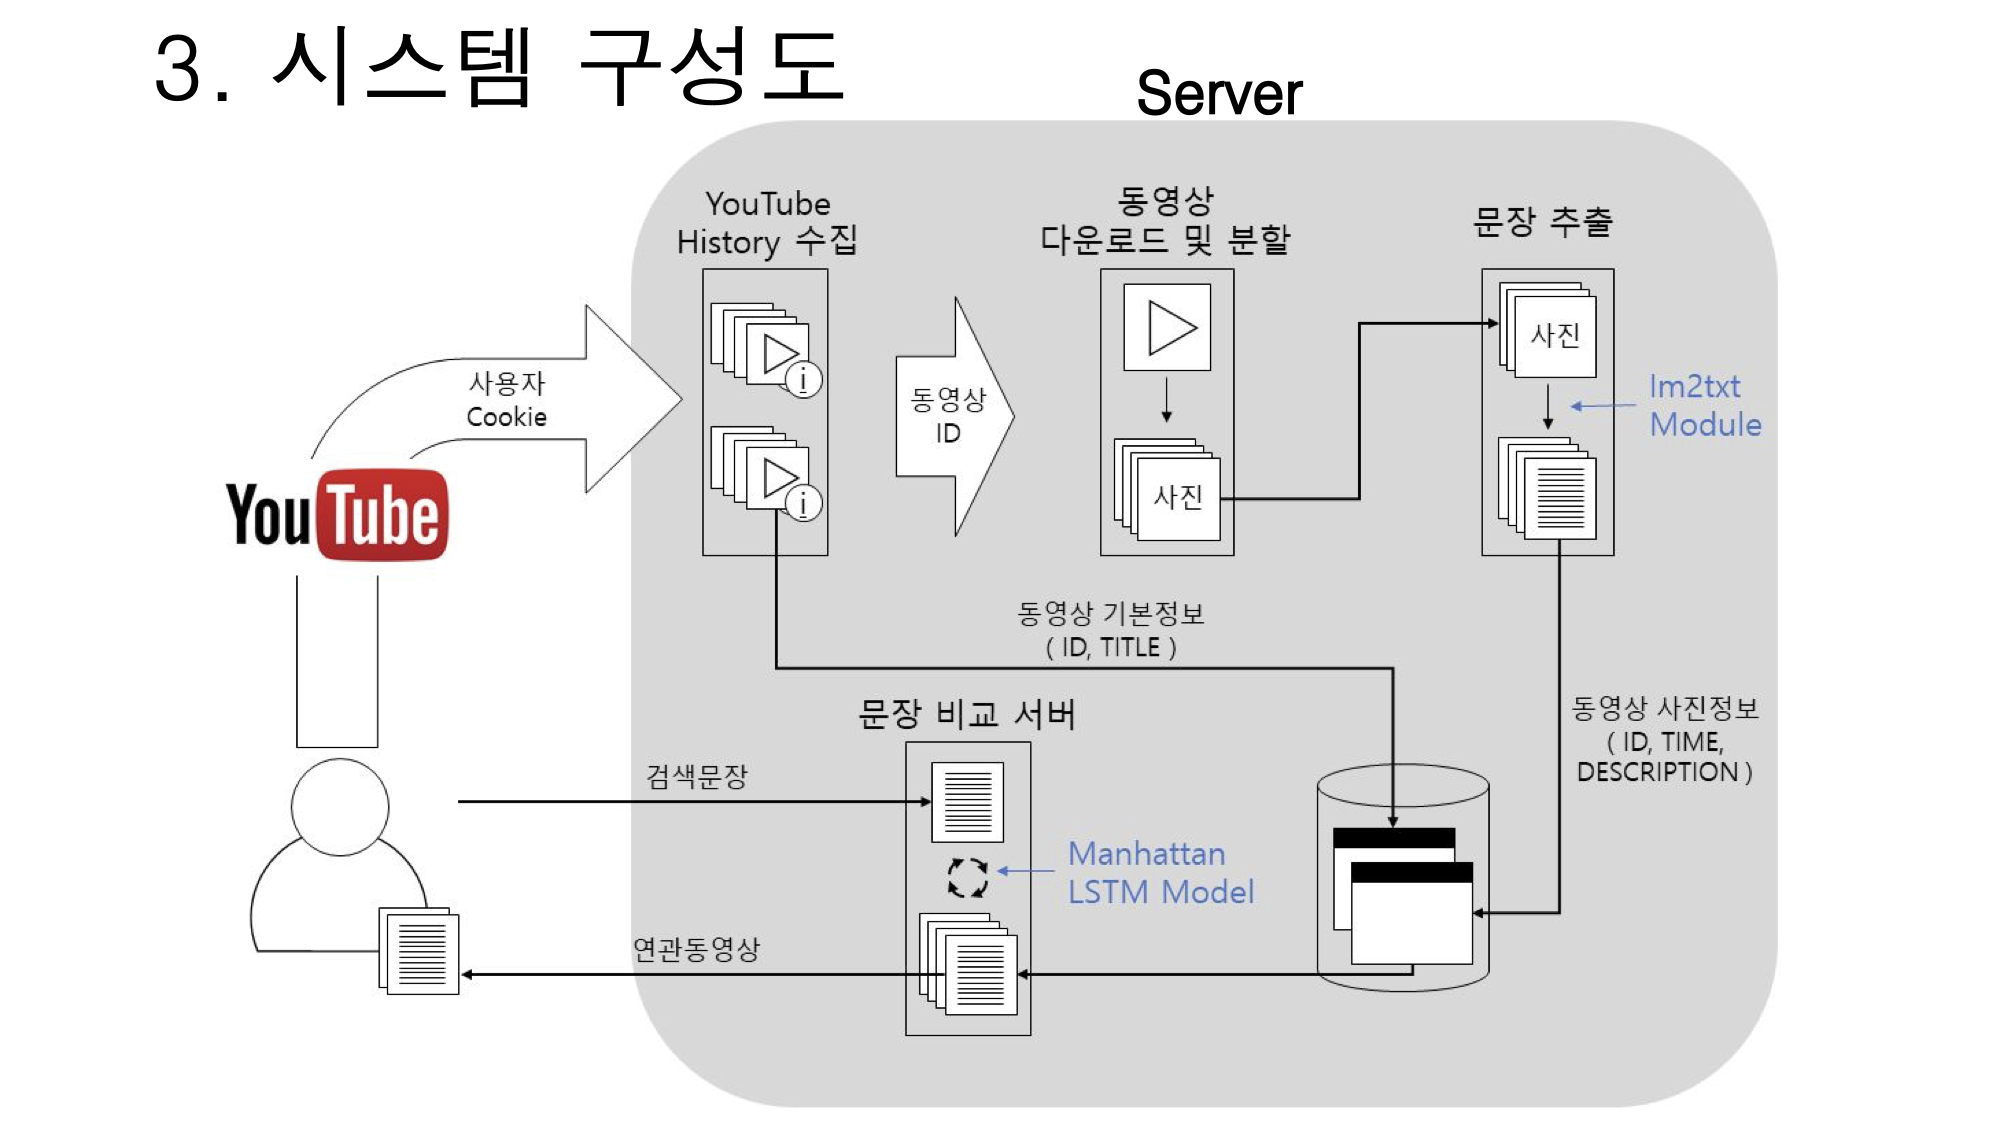 3. 시스템 구성도
Server
YouTube
History 수집
동영상
다운로드 및 분할
문장 추출
사용자
Cookie
동영상
ID
사진
사진
Im2txt
Module
YouTube
동영상 기본정보
( ID, TITLE )
동영상 사진정보
( ID, TIME,
DESCRIPTION )
문장 비교 서버
검색문장
Manhattan
LSTM Model
연관동영상